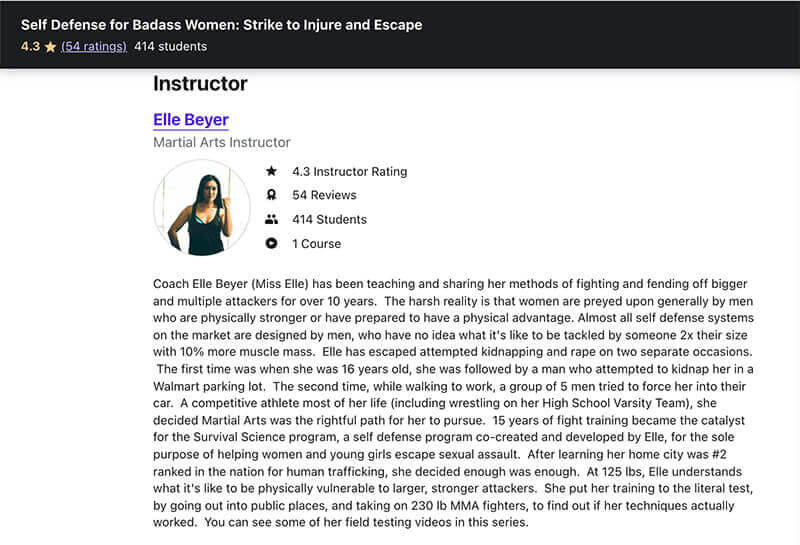 Self Defense for Badass Women: Strike to Injure and Escape
4.3 ★ (54 ratings) 414 students
Instructor
Elle Beyer
Martial Arts Instructor
4.3 Instructor Rating
54 Reviews
414 Students
1 Course
Coach Elle Beyer (Miss Elle) has been teaching and sharing her methods of fighting and fending off bigger
and multiple attackers for over 10 years.  The harsh reality is that women are preyed upon generally by men
who are physically stronger or have prepared to have a physical advantage. Almost all self defense systems
on the market are designed by men, who have no idea what it's like to be tackled by someone 2x their size
with 10% more muscle mass.  Elle has escaped attempted kidnapping and rape on two separate occasions.
The first time was when she was 16 years old, she was followed by a man who attempted to kidnap her in a
Walmart parking lot.  The second time, while walking to work, a group of 5 men tried to force her into their
car.  A competitive athlete most of her life (including wrestling on her High School Varsity Team), she
decided Martial Arts was the rightful path for her to pursue.  15 years of fight training became the catalyst
for the Survival Science program, a self defense program co-created and developed by Elle, for the sole
purpose of helping women and young girls escape sexual assault.  After learning her home city was #2
ranked in the nation for human trafficking, she decided enough was enough.  At 125 lbs, Elle understands
what it's like to be physically vulnerable to larger, stronger attackers.  She put her training to the literal test,
by going out into public places, and taking on 230 lb MMA fighters, to find out if her techniques actually
worked.  You can see some of her field testing videos in this series.